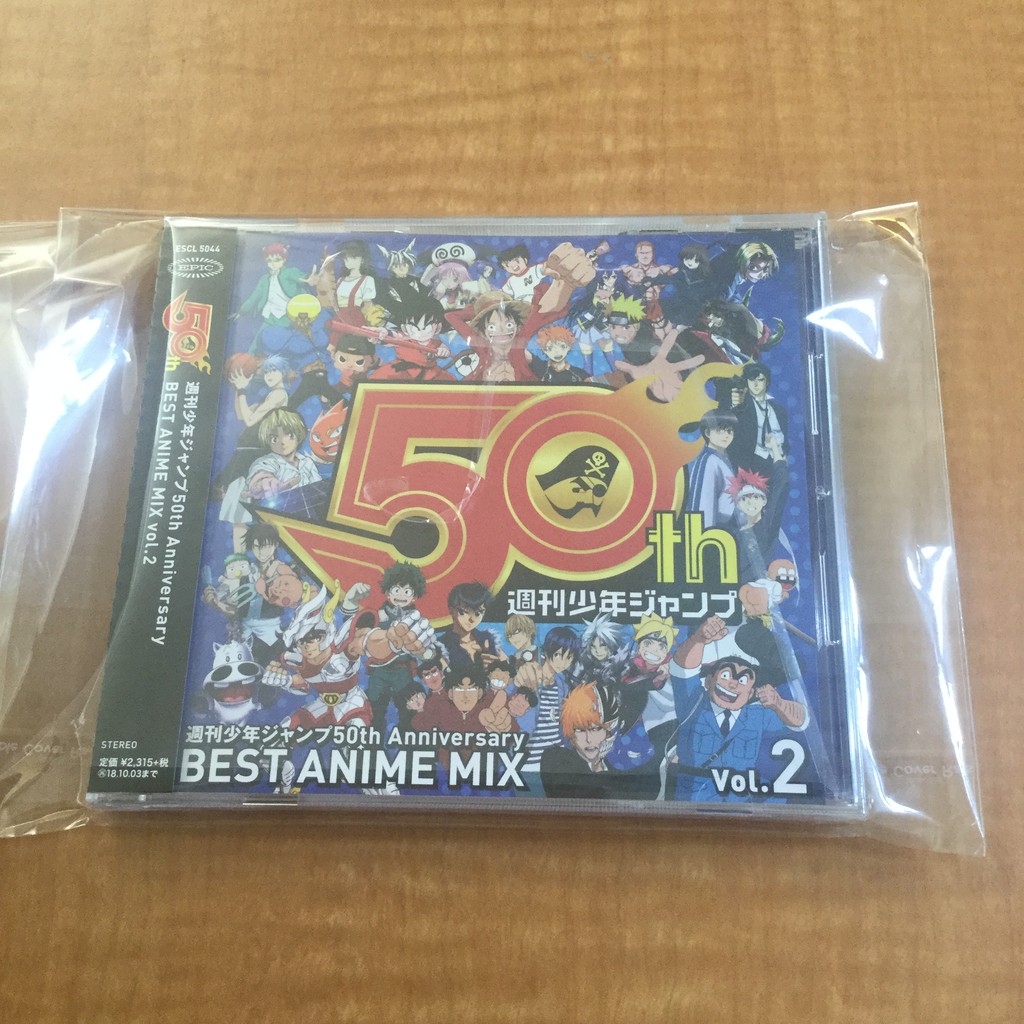 ESCL 5044
EPIC
50th
週刊少年ジャンプ50th Anniversary
BEST ANIME MIX vol.2
STEREO
定価 ¥2,315+税
18.10.03まで
50th
週刊少年ジャンプ
週刊少年ジャンプ50th Anniversary
BEST ANIME MIX
Vol.2